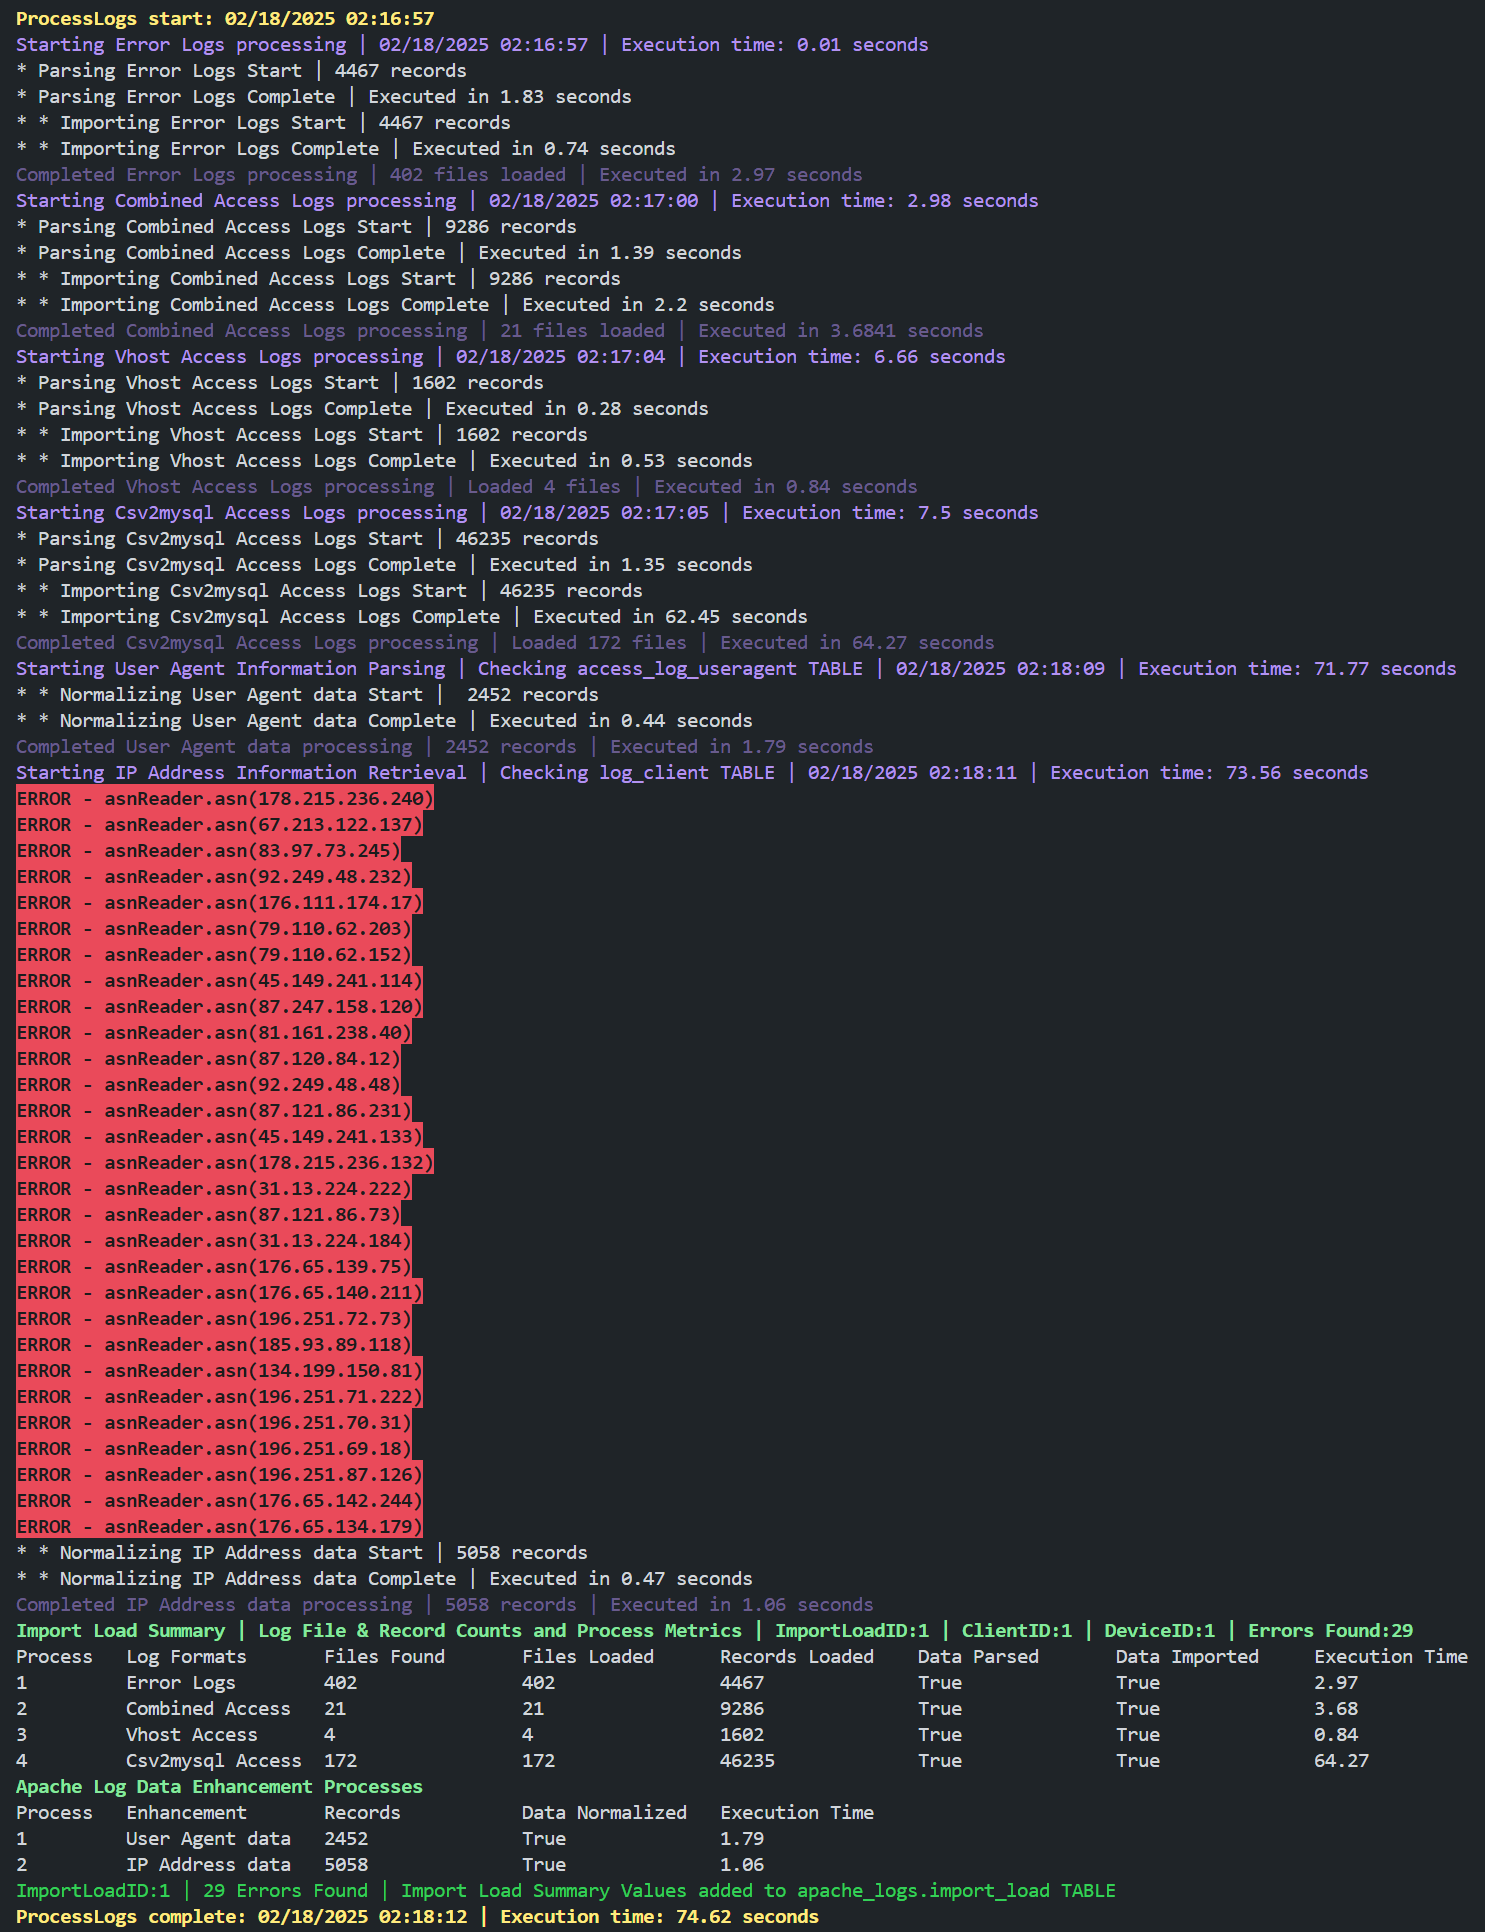 ProcessLogs start: 02/18/2025 02:16:57
Starting Error Logs processing | 02/18/2025 02:16:57 | Execution time: 0.01 seconds
* Parsing Error Logs Start | 4467 records
* Parsing Error Logs Complete | Executed in 1.83 seconds
* * Importing Error Logs Start | 4467 records
* * Importing Error Logs Complete | Executed in 0.74 seconds
Completed Error Logs processing | 402 files loaded | Executed in 2.97 seconds
Starting Combined Access Logs processing | 02/18/2025 02:17:00 | Execution time: 2.98 seconds
* Parsing Combined Access Logs Start | 9286 records
* Parsing Combined Access Logs Complete | Executed in 1.39 seconds
* * Importing Combined Access Logs Start | 9286 records
* * Importing Combined Access Logs Complete | Executed in 2.2 seconds
Completed Combined Access Logs processing | 21 files loaded | Executed in 3.6841 seconds
Starting Vhost Access Logs processing | 02/18/2025 02:17:04 | Execution time: 6.66 seconds
* Parsing Vhost Access Logs Start | 1602 records
* Parsing Vhost Access Logs Complete | Executed in 0.28 seconds
* * Importing Vhost Access Logs Start | 1602 records
* * Importing Vhost Access Logs Complete | Executed in 0.53 seconds
Completed Vhost Access Logs processing | Loaded 4 files | Executed in 0.84 seconds
Starting Csv2mysql Access Logs processing | 02/18/2025 02:17:05 | Execution time: 7.5 seconds
* Parsing Csv2mysql Access Logs Start | 46235 records
* Parsing Csv2mysql Access Logs Complete | Executed in 1.35 seconds
* * Importing Csv2mysql Access Logs Start | 46235 records
* * Importing Csv2mysql Access Logs Complete | Executed in 62.45 seconds
Completed Csv2mysql Access Logs processing | Loaded 172 files | Executed in 64.27 seconds
Starting User Agent Information Parsing | Checking access_log_useragent TABLE | 02/18/2025 02:18:09 | Execution time: 71.77 seconds
* * Normalizing User Agent data Start |  2452 records
* * Normalizing User Agent data Complete | Executed in 0.44 seconds
Completed User Agent data processing | 2452 records | Executed in 1.79 seconds
Starting IP Address Information Retrieval | Checking log_client TABLE | 02/18/2025 02:18:11 | Execution time: 73.56 seconds
ERROR - asnReader.asn(178.215.236.240)
ERROR - asnReader.asn(67.213.122.137)
ERROR - asnReader.asn(83.97.73.245)
ERROR - asnReader.asn(92.249.48.232)
ERROR - asnReader.asn(176.111.174.17)
ERROR - asnReader.asn(79.110.62.203)
ERROR - asnReader.asn(79.110.62.152)
ERROR - asnReader.asn(45.149.241.114)
ERROR - asnReader.asn(87.247.158.120)
ERROR - asnReader.asn(81.161.238.40)
ERROR - asnReader.asn(87.120.84.12)
ERROR - asnReader.asn(92.249.48.48)
ERROR - asnReader.asn(87.121.86.231)
ERROR - asnReader.asn(45.149.241.133)
ERROR - asnReader.asn(178.215.236.132)
ERROR - asnReader.asn(31.13.224.222)
ERROR - asnReader.asn(87.121.86.73)
ERROR - asnReader.asn(31.13.224.184)
ERROR - asnReader.asn(176.65.139.75)
ERROR - asnReader.asn(176.65.140.211)
ERROR - asnReader.asn(196.251.72.73)
ERROR - asnReader.asn(185.93.89.118)
ERROR - asnReader.asn(134.199.150.81)
ERROR - asnReader.asn(196.251.71.222)
ERROR - asnReader.asn(196.251.70.31)
ERROR - asnReader.asn(196.251.69.18)
ERROR - asnReader.asn(196.251.87.126)
ERROR - asnReader.asn(176.65.142.244)
ERROR - asnReader.asn(176.65.134.179)
* * Normalizing IP Address data Start | 5058 records
* * Normalizing IP Address data Complete | Executed in 0.47 seconds
Completed IP Address data processing | 5058 records | Executed in 1.06 seconds
Import Load Summary | Log File & Record Counts and Process Metrics | ImportLoadID:1 | ClientID:1 | DeviceID:1 | Errors Found:29
Process   Log Formats       Files Found       Files Loaded      Records Loaded    Data Parsed       Data Imported     Execution Time
1         Error Logs        402               402               4467              True              True              2.97
2         Combined Access   21                21                9286              True              True              3.68
3         Vhost Access      4                 4                 1602              True              True              0.84
4         Csv2mysql Access  172               172               46235             True              True              64.27
Apache Log Data Enhancement Processes
Process   Enhancement       Records           Data Normalized   Execution Time
1         User Agent data   2452              True              1.79
2         IP Address data   5058              True              1.06
ImportLoadID:1 | 29 Errors Found | Import Load Summary Values added to apache_logs.import_load TABLE
ProcessLogs complete: 02/18/2025 02:18:12 | Execution time: 74.62 seconds